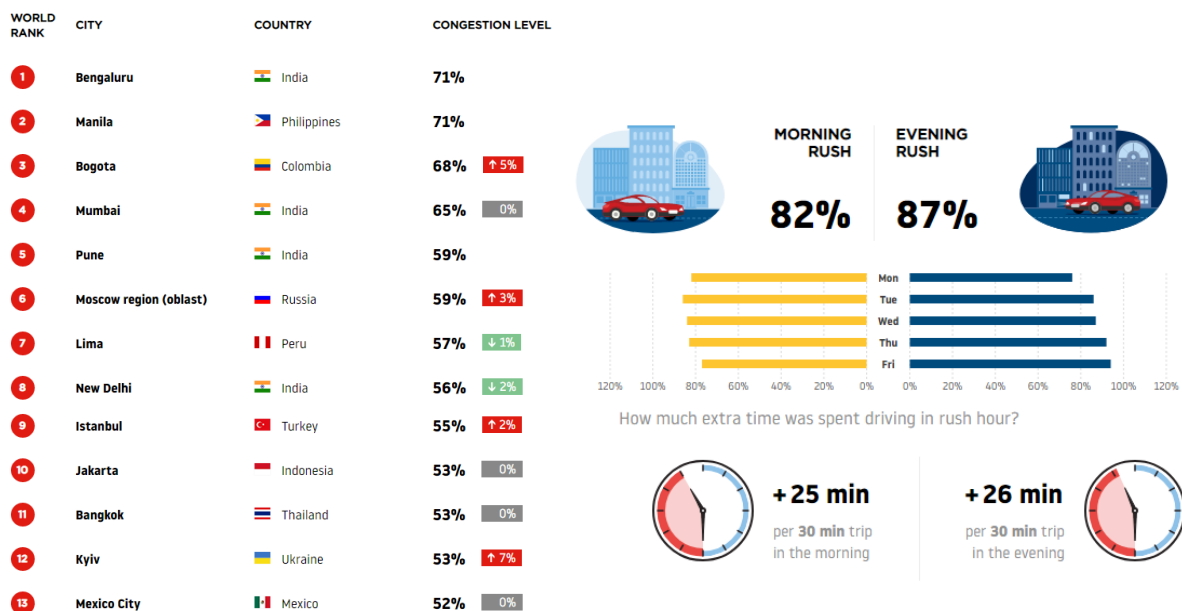 WORLD RANK CITY COUNTRY CONGESTION LEVEL
1 Bengaluru India 71%
2 Manila Philippines 71%
3 Bogota Colombia 68% ↑ 5%
4 Mumbai India 65% 0%
5 Pune India 59%
6 Moscow region (oblast) Russia 59% ↑ 3%
7 Lima Peru 57% ↓ 1%
8 New Delhi India 56% ↓ 2%
9 Istanbul Turkey 55% ↑ 2%
10 Jakarta Indonesia 53% 0%
11 Bangkok Thailand 53% 0%
12 Kyiv Ukraine 53% ↑ 7%
13 Mexico City Mexico 52% 0%
MORNING RUSH
82%
EVENING RUSH
87%
Mon
Tue
Wed
Thu
Fri
120% 100% 80% 60% 40% 20% 0% 0% 20% 40% 60% 80% 100% 120%
How much extra time was spent driving in rush hour?
+ 25 min
per 30 min trip
in the morning
+ 26 min
per 30 min trip
in the evening